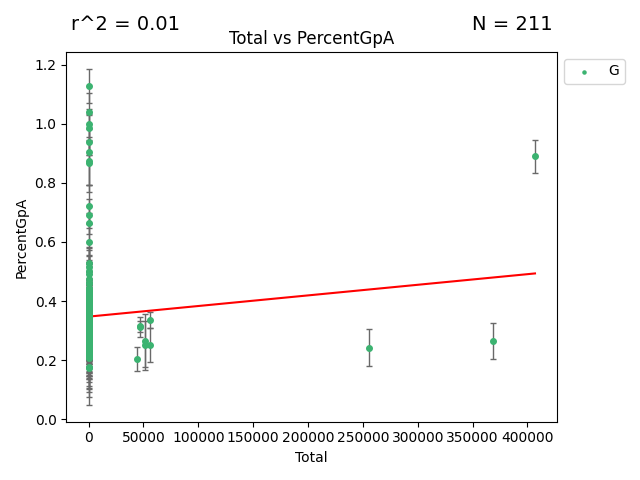 r^2 = 0.01
N = 211
Total vs PercentGpA
G
PercentGpA
1.2
1.0
0.8
0.6
0.4
0.2
0.0
0 50000 100000 150000 200000 250000 300000 350000 400000
Total